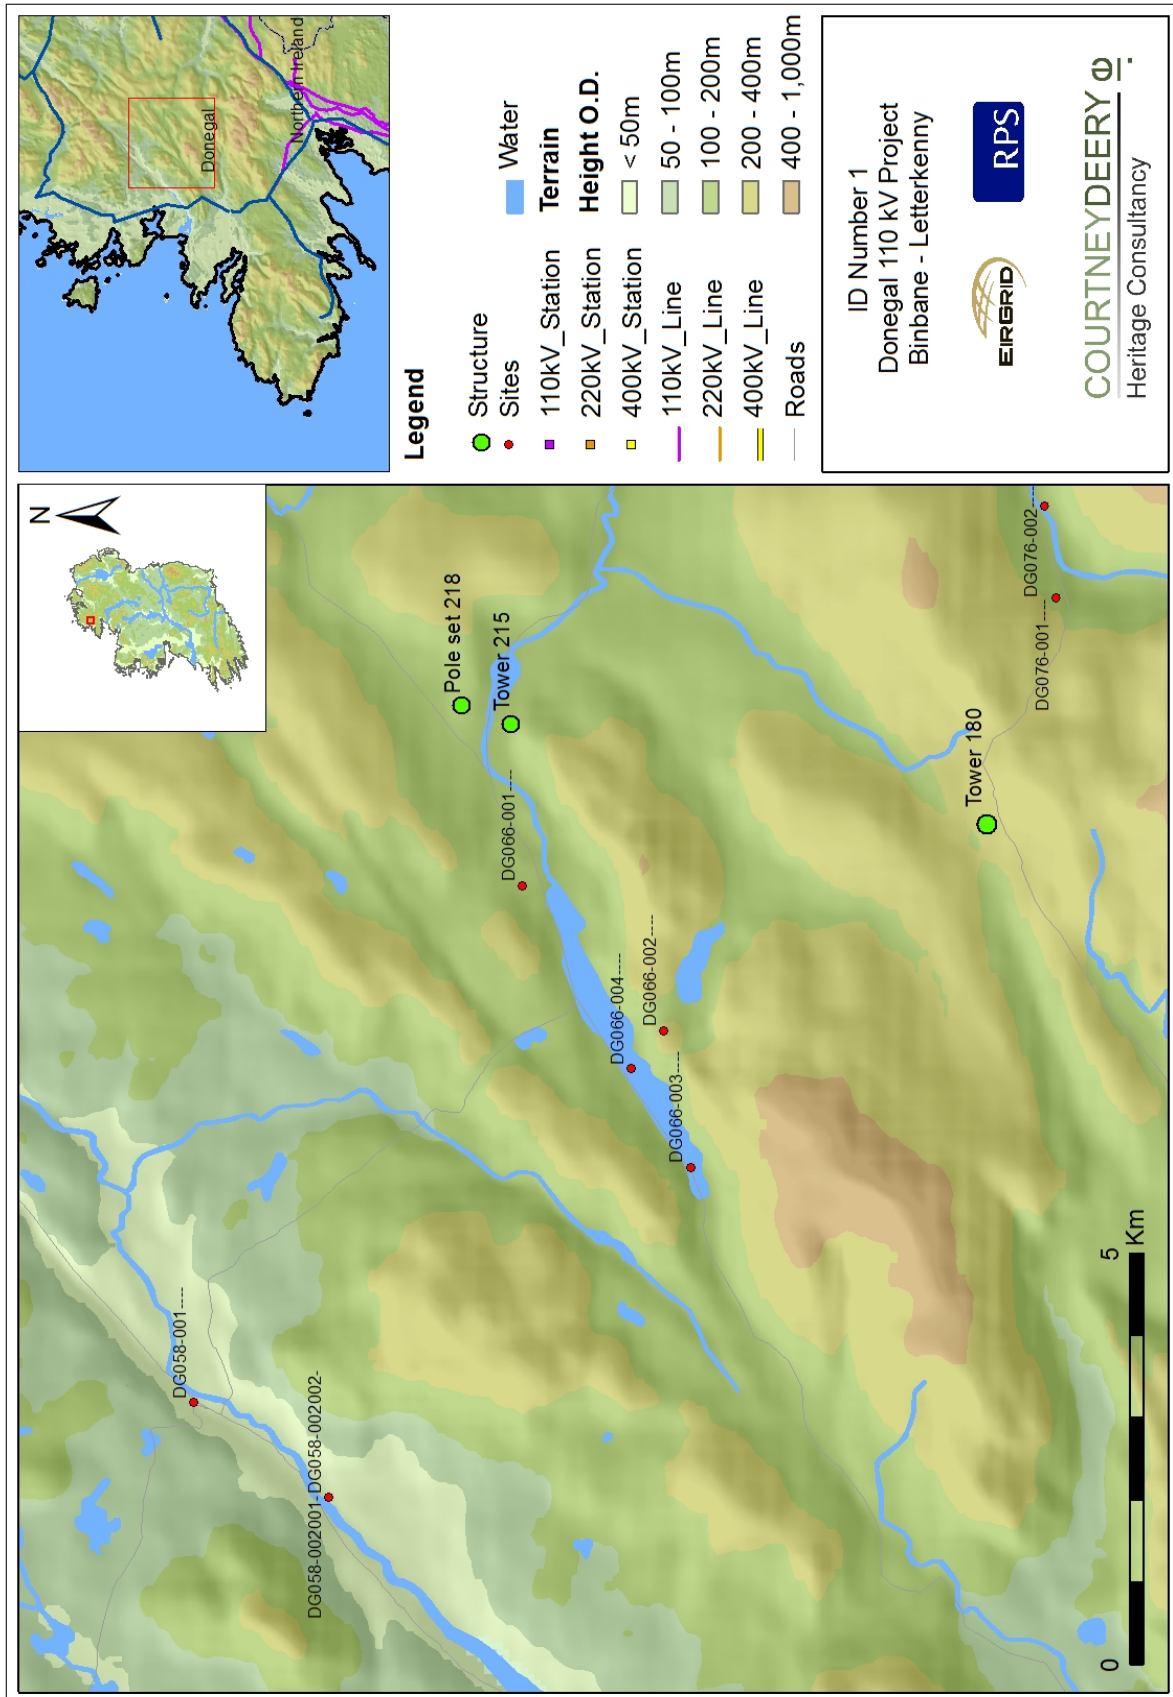 DG058-001----
DG058-002001-DG058-002002-
DG066-001----
DG066-004----
DG066-002----
DG066-003----
Pole set 218
Tower 215
Tower 180
DG076-001----
DG076-002----
0
5
Km
N
Donegal
Northern Ireland
Legend
Structure
Sites
110kV_Station
220kV_Station
400kV_Station
110kV_Line
220kV_Line
400kV_Line
Roads
Water
Terrain
Height O.D.
< 50m
50 - 100m
100 - 200m
200 - 400m
400 - 1,000m
ID Number 1
Donegal 110 kV Project
Binbane - Letterkenny
EIRGRID
RPS
COURTNEYDEERY
Heritage Consultancy